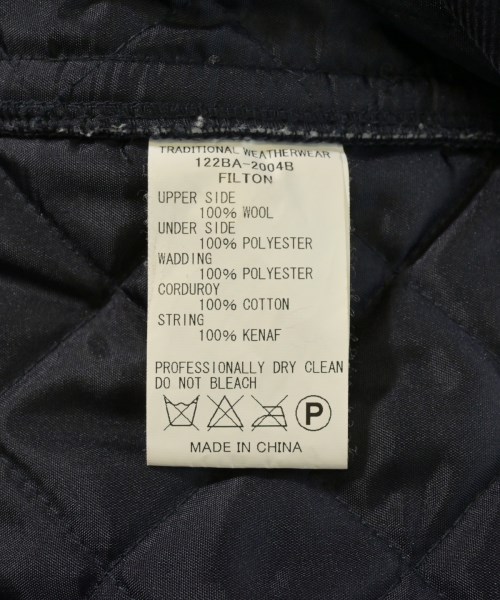 TRADITIONAL WEATHERWEAR
122BA-2004B
FILTON
UPPER SIDE
100% WOOL
UNDER SIDE
100% POLYESTER
WADDING
100% POLYESTER
CORDUROY
100% COTTON
STRING
100% KENAF
PROFESSIONALLY DRY CLEAN
DO NOT BLEACH
P
MADE IN CHINA